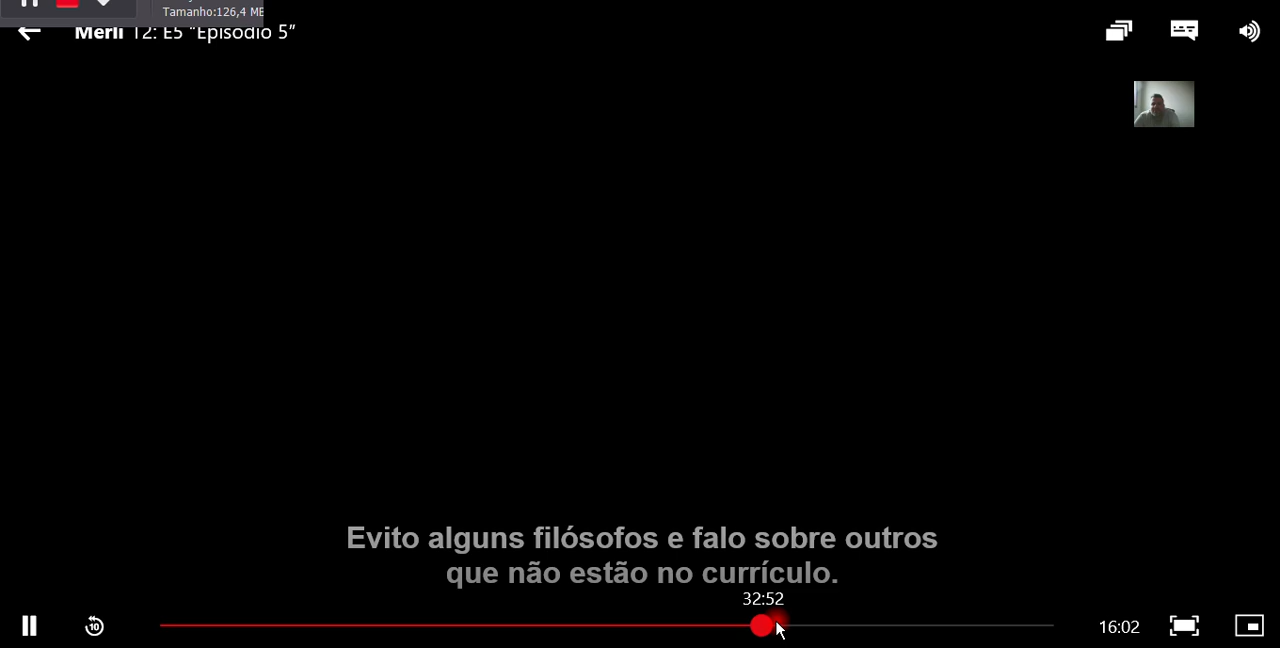 Tamanho:126,4 MB
Merlí T2: E5 "Episódio 5"
Evito alguns filósofos e falo sobre outros
que não estão no currículo.
32:52
10
16:02